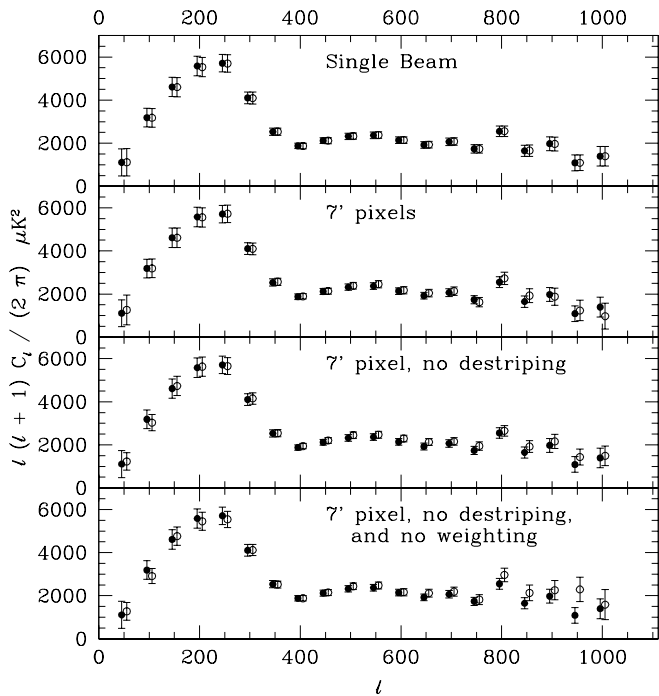 0 200 400 600 800 1000
Single Beam
6000
4000
2000
0
7' pixels
6000
4000
2000
0
7' pixel, no destriping
6000
4000
2000
0
7' pixel, no destriping,
and no weighting
6000
4000
2000
0
ℓ (ℓ + 1) Cℓ / (2 π) μK²
0 200 400 600 800 1000
ℓ